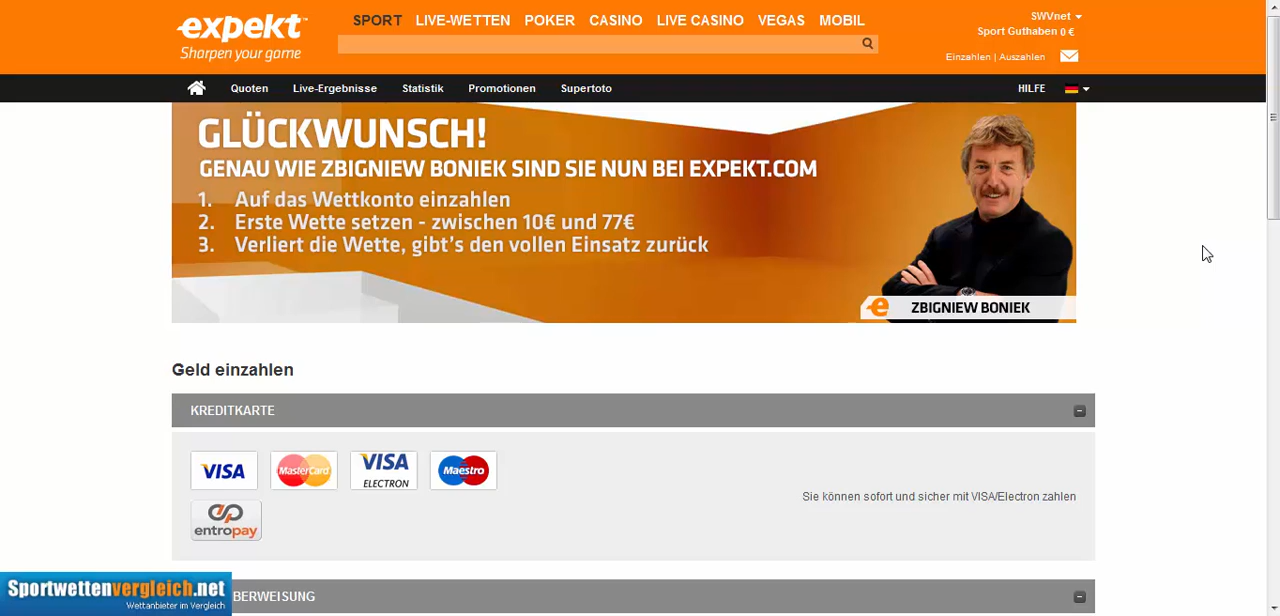 expekt™
Sharpen your game
SPORT LIVE-WETTEN POKER CASINO LIVE CASINO VEGAS MOBIL
SWVnet
Sport Guthaben 0 €
Einzahlen | Auszahlen
Quoten Live-Ergebnisse Statistik Promotionen Supertoto HILFE
GLÜCKWUNSCH!
GENAU WIE ZBIGNIEW BONIEK SIND SIE NUN BEI EXPEKT.COM
1. Auf das Wettkonto einzahlen
2. Erste Wette setzen - zwischen 10€ und 77€
3. Verliert die Wette, gibt's den vollen Einsatz zurück
e ZBIGNIEW BONIEK
Geld einzahlen
KREDITKARTE
VISA MasterCard VISA ELECTRON Maestro
entropay
Sie können sofort und sicher mit VISA/Electron zahlen
BERWEISUNG
Sportwettenvergleich.net
Wettanbieter im Vergleich